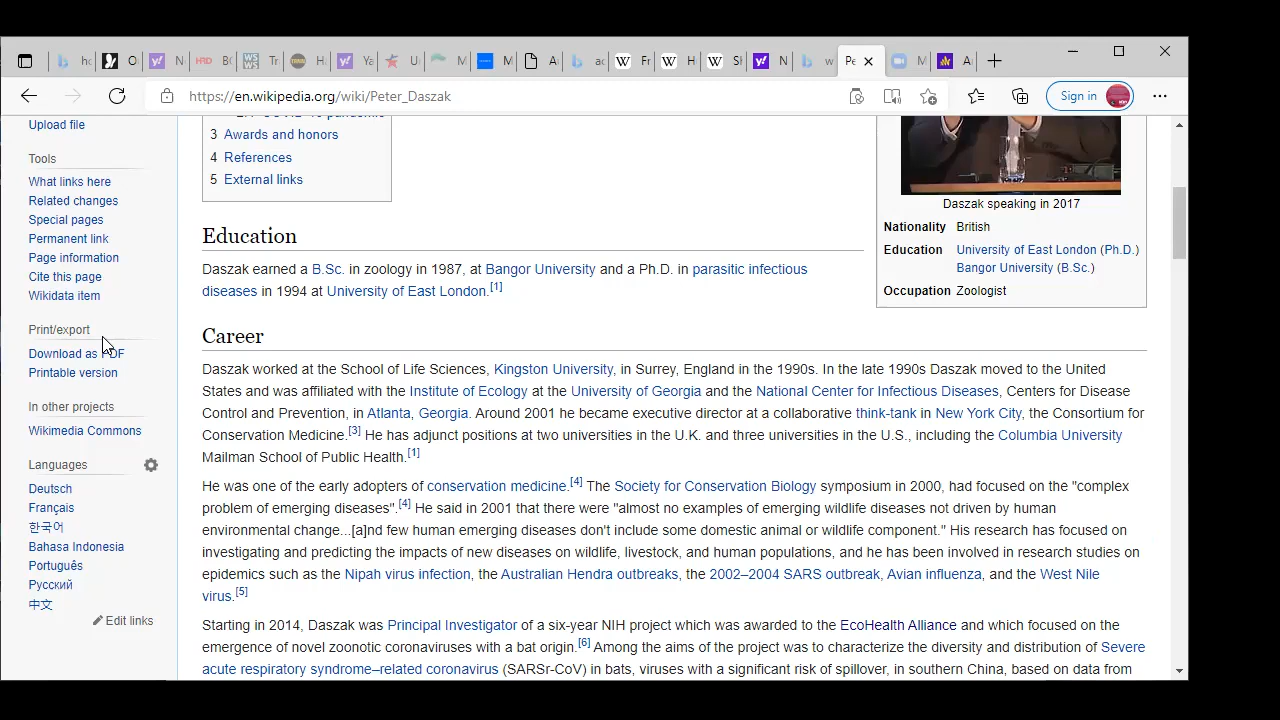 hc
O
N
HRD
BC
WS
WS
Tr
H.
Ya
U
M
M
A
ac
W
Fr
W
H
W
Sl
y!
N
w
Pe
M
A
https://en.wikipedia.org/wiki/Peter_Daszak
Sign in
Upload file
Tools
What links here
Related changes
Special pages
Permanent link
Page information
Cite this page
Wikidata item
Print/export
Download as PDF
Printable version
In other projects
Wikimedia Commons
Languages
Deutsch
Français
한국어
Bahasa Indonesia
Português
Русский
中文
Edit links
2.1 COVID-19 pandemic
3 Awards and honors
4 References
5 External links
Education
Daszak earned a B.Sc. in zoology in 1987, at Bangor University and a Ph.D. in parasitic infectious
diseases in 1994 at University of East London.[1]
Daszak speaking in 2017
Nationality British
Education University of East London (Ph.D.)
Bangor University (B.Sc.)
Occupation Zoologist
Career
Daszak worked at the School of Life Sciences, Kingston University, in Surrey, England in the 1990s. In the late 1990s Daszak moved to the United
States and was affiliated with the Institute of Ecology at the University of Georgia and the National Center for Infectious Diseases, Centers for Disease
Control and Prevention, in Atlanta, Georgia. Around 2001 he became executive director at a collaborative think-tank in New York City, the Consortium for
Conservation Medicine.[3] He has adjunct positions at two universities in the U.K. and three universities in the U.S., including the Columbia University
Mailman School of Public Health.[1]
He was one of the early adopters of conservation medicine.[4] The Society for Conservation Biology symposium in 2000, had focused on the "complex
problem of emerging diseases".[4] He said in 2001 that there were "almost no examples of emerging wildlife diseases not driven by human
environmental change...[a]nd few human emerging diseases don't include some domestic animal or wildlife component." His research has focused on
investigating and predicting the impacts of new diseases on wildlife, livestock, and human populations, and he has been involved in research studies on
epidemics such as the Nipah virus infection, the Australian Hendra outbreaks, the 2002–2004 SARS outbreak, Avian influenza, and the West Nile
virus.[5]
Starting in 2014, Daszak was Principal Investigator of a six-year NIH project which was awarded to the EcoHealth Alliance and which focused on the
emergence of novel zoonotic coronaviruses with a bat origin.[6] Among the aims of the project was to characterize the diversity and distribution of Severe
acute respiratory syndrome–related coronavirus (SARSr-CoV) in bats, viruses with a significant risk of spillover, in southern China, based on data from